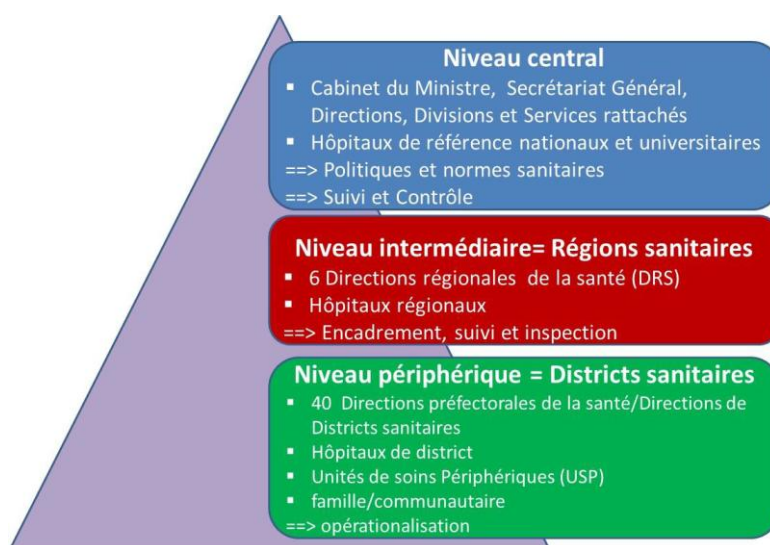 Niveau central
▪ Cabinet du Ministre, Secrétariat Général,
Directions, Divisions et Services rattachés
▪ Hôpitaux de référence nationaux et universitaires
==> Politiques et normes sanitaires
==> Suivi et Contrôle
Niveau intermédiaire= Régions sanitaires
▪ 6 Directions régionales de la santé (DRS)
▪ Hôpitaux régionaux
==> Encadrement, suivi et inspection
Niveau périphérique = Districts sanitaires
▪ 40 Directions préfectorales de la santé/Directions de
Districts sanitaires
▪ Hôpitaux de district
▪ Unités de soins Périphériques (USP)
▪ famille/communautaire
==> opérationalisation